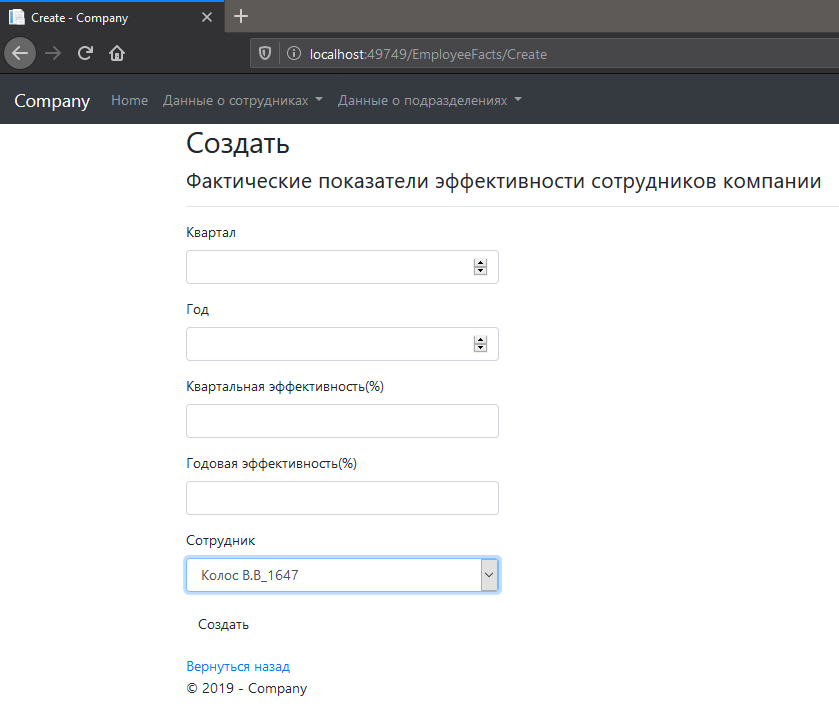 Create - Company
localhost:49749/EmployeeFacts/Create
Company Home Данные о сотрудниках Данные о подразделениях
Создать
Фактические показатели эффективности сотрудников компании
Квартал
Год
Квартальная эффективность(%)
Годовая эффективность(%)
Сотрудник
Колос В.В_1647
Создать
Вернуться назад
© 2019 - Company